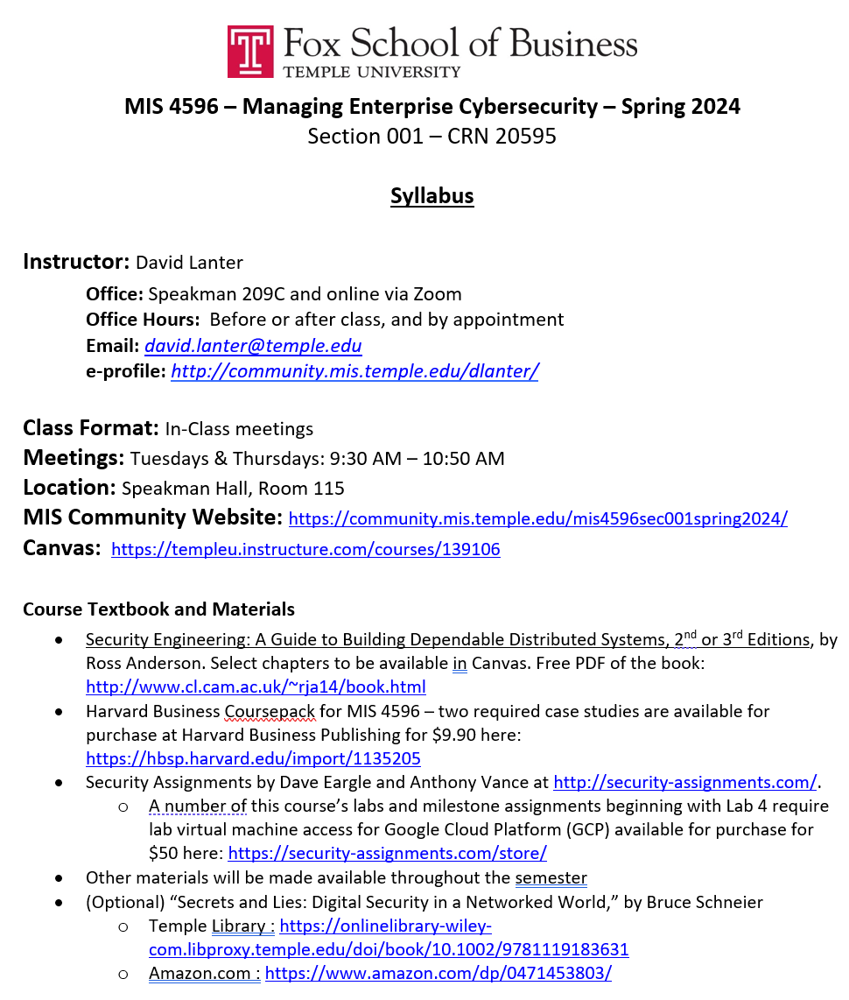 T Fox School of Business
TEMPLE UNIVERSITY
MIS 4596 – Managing Enterprise Cybersecurity – Spring 2024
Section 001 – CRN 20595
Syllabus
Instructor: David Lanter
Office: Speakman 209C and online via Zoom
Office Hours:  Before or after class, and by appointment
Email: david.lanter@temple.edu
e-profile: http://community.mis.temple.edu/dlanter/
Class Format: In-Class meetings
Meetings: Tuesdays & Thursdays: 9:30 AM – 10:50 AM
Location: Speakman Hall, Room 115
MIS Community Website: https://community.mis.temple.edu/mis4596sec001spring2024/
Canvas:  https://templeu.instructure.com/courses/139106
Course Textbook and Materials
• Security Engineering: A Guide to Building Dependable Distributed Systems, 2nd or 3rd Editions, by
Ross Anderson. Select chapters to be available in Canvas. Free PDF of the book:
http://www.cl.cam.ac.uk/~rja14/book.html
• Harvard Business Coursepack for MIS 4596 – two required case studies are available for
purchase at Harvard Business Publishing for $9.90 here:
https://hbsp.harvard.edu/import/1135205
• Security Assignments by Dave Eargle and Anthony Vance at http://security-assignments.com/.
o A number of this course's labs and milestone assignments beginning with Lab 4 require
lab virtual machine access for Google Cloud Platform (GCP) available for purchase for
$50 here: https://security-assignments.com/store/
• Other materials will be made available throughout the semester
• (Optional) "Secrets and Lies: Digital Security in a Networked World," by Bruce Schneier
o Temple Library : https://onlinelibrary-wiley-
com.libproxy.temple.edu/doi/book/10.1002/9781119183631
o Amazon.com : https://www.amazon.com/dp/0471453803/